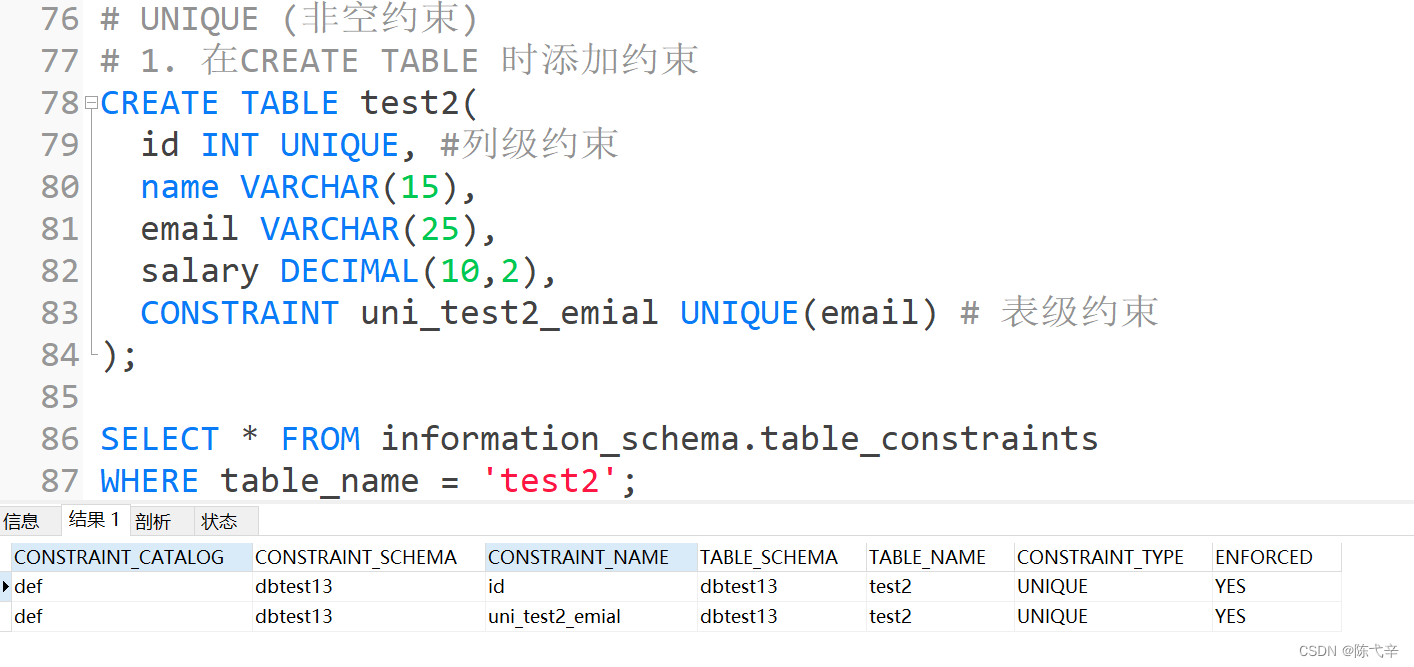 76 # UNIQUE (非空约束)
77 # 1. 在CREATE TABLE 时添加约束
78 CREATE TABLE test2(
79 id INT UNIQUE, #列级约束
80 name VARCHAR(15),
81 email VARCHAR(25),
82 salary DECIMAL(10,2),
83 CONSTRAINT uni_test2_emial UNIQUE(email) # 表级约束
84 );
85
86 SELECT * FROM information_schema.table_constraints
87 WHERE table_name = 'test2';
信息 结果 1 剖析 状态
CONSTRAINT_CATALOG CONSTRAINT_SCHEMA CONSTRAINT_NAME TABLE_SCHEMA TABLE_NAME CONSTRAINT_TYPE ENFORCED
def dbtest13 id dbtest13 test2 UNIQUE YES
def dbtest13 uni_test2_emial dbtest13 test2 UNIQUE YES
CSDN @陈弋辛